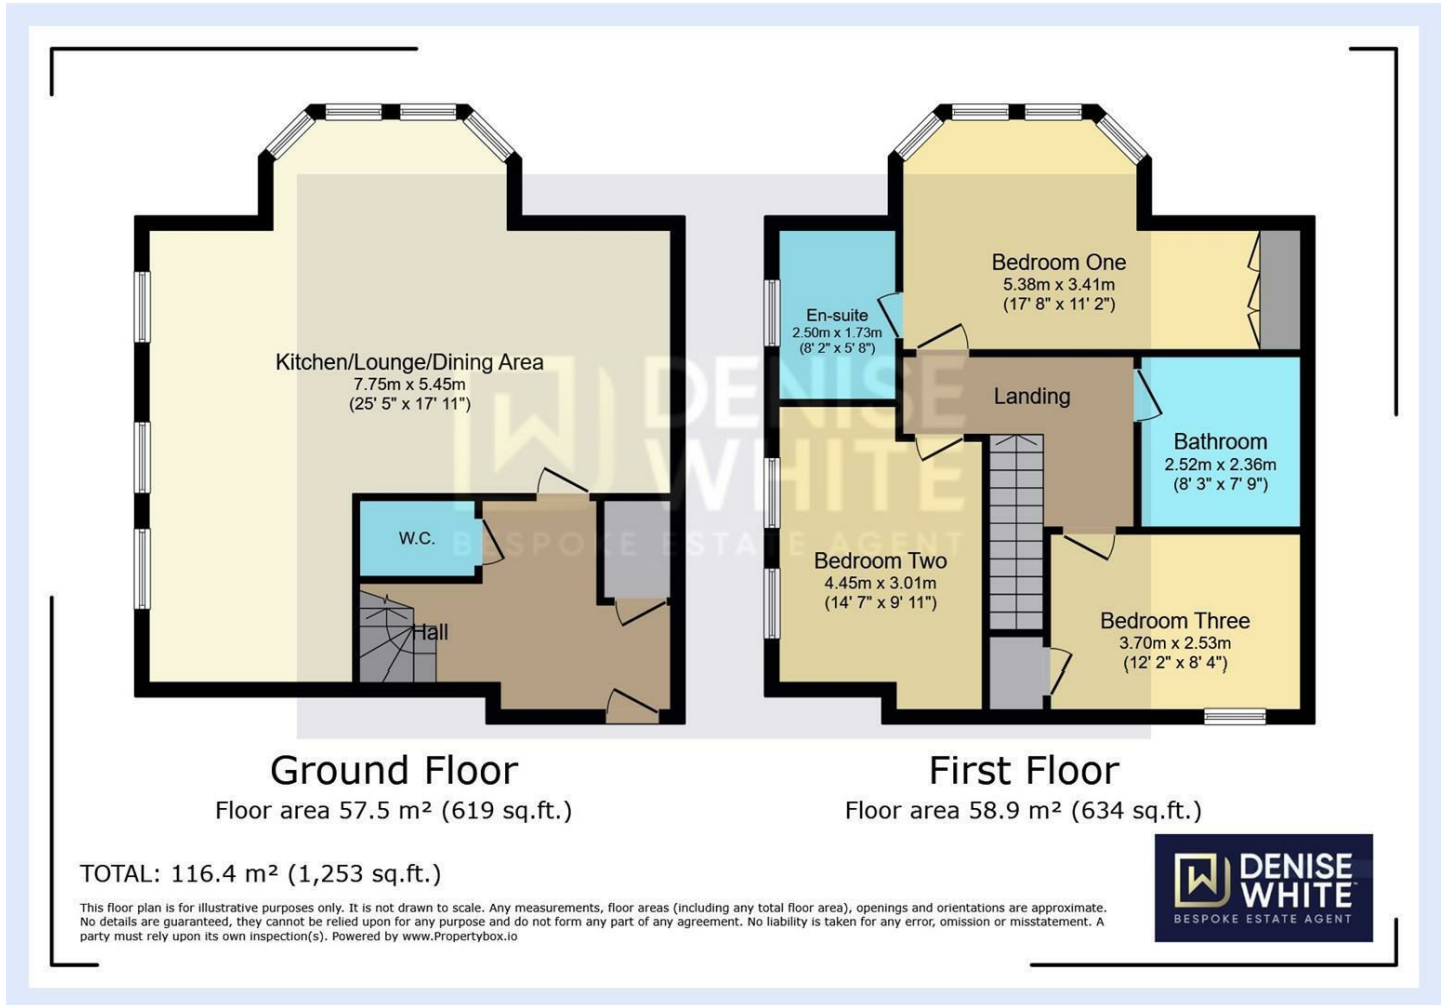 Kitchen/Lounge/Dining Area
7.75m x 5.45m
(25' 5" x 17' 11")
W.C.
Hall
Ground Floor
Floor area 57.5 m² (619 sq.ft.)
En-suite
2.50m x 1.73m
(8' 2" x 5' 8")
Bedroom One
5.38m x 3.41m
(17' 8" x 11' 2")
Landing
Bathroom
2.52m x 2.36m
(8' 3" x 7' 9")
Bedroom Two
4.45m x 3.01m
(14' 7" x 9' 11")
Bedroom Three
3.70m x 2.53m
(12' 2" x 8' 4")
First Floor
Floor area 58.9 m² (634 sq.ft.)
DENISE
WHITE
BESPOKE ESTATE AGENT
TOTAL: 116.4 m² (1,253 sq.ft.)
This floor plan is for illustrative purposes only. It is not drawn to scale. Any measurements, floor areas (including any total floor area), openings and orientations are approximate.
No details are guaranteed, they cannot be relied upon for any purpose and do not form any part of any agreement. No liability is taken for any error, omission or misstatement. A
party must rely upon its own inspection(s). Powered by www.Propertybox.io
DENISE
WHITE
BESPOKE ESTATE AGENT